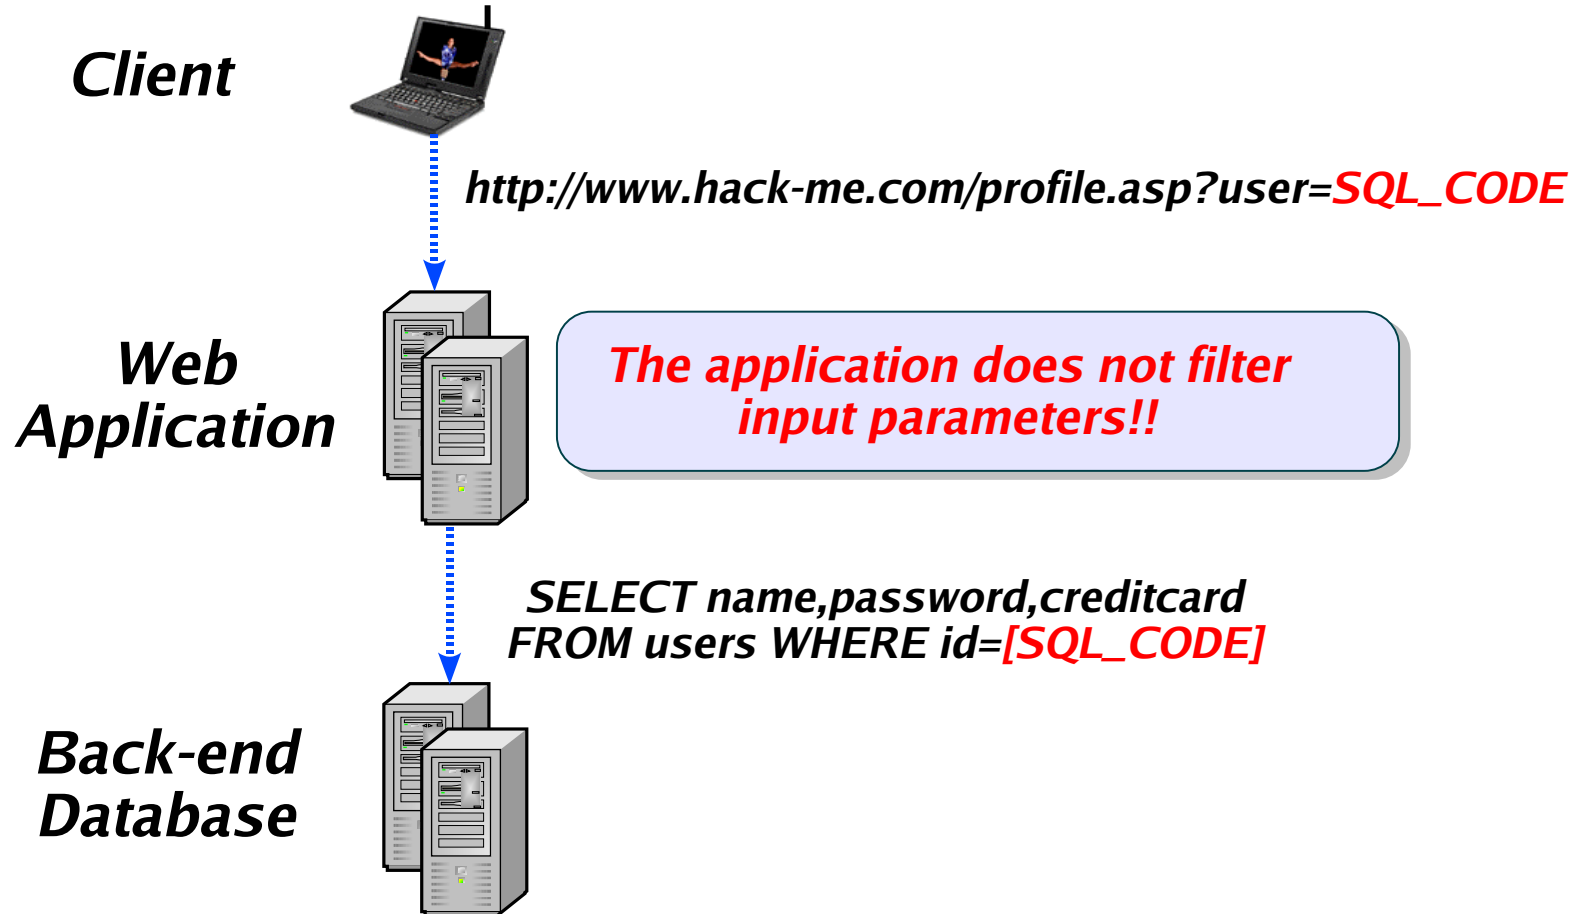 Client
http://www.hack-me.com/profile.asp?user=SQL_CODE
Web
Application
The application does not filter
input parameters!!
SELECT name,password,creditcard
FROM users WHERE id=[SQL_CODE]
Back-end
Database